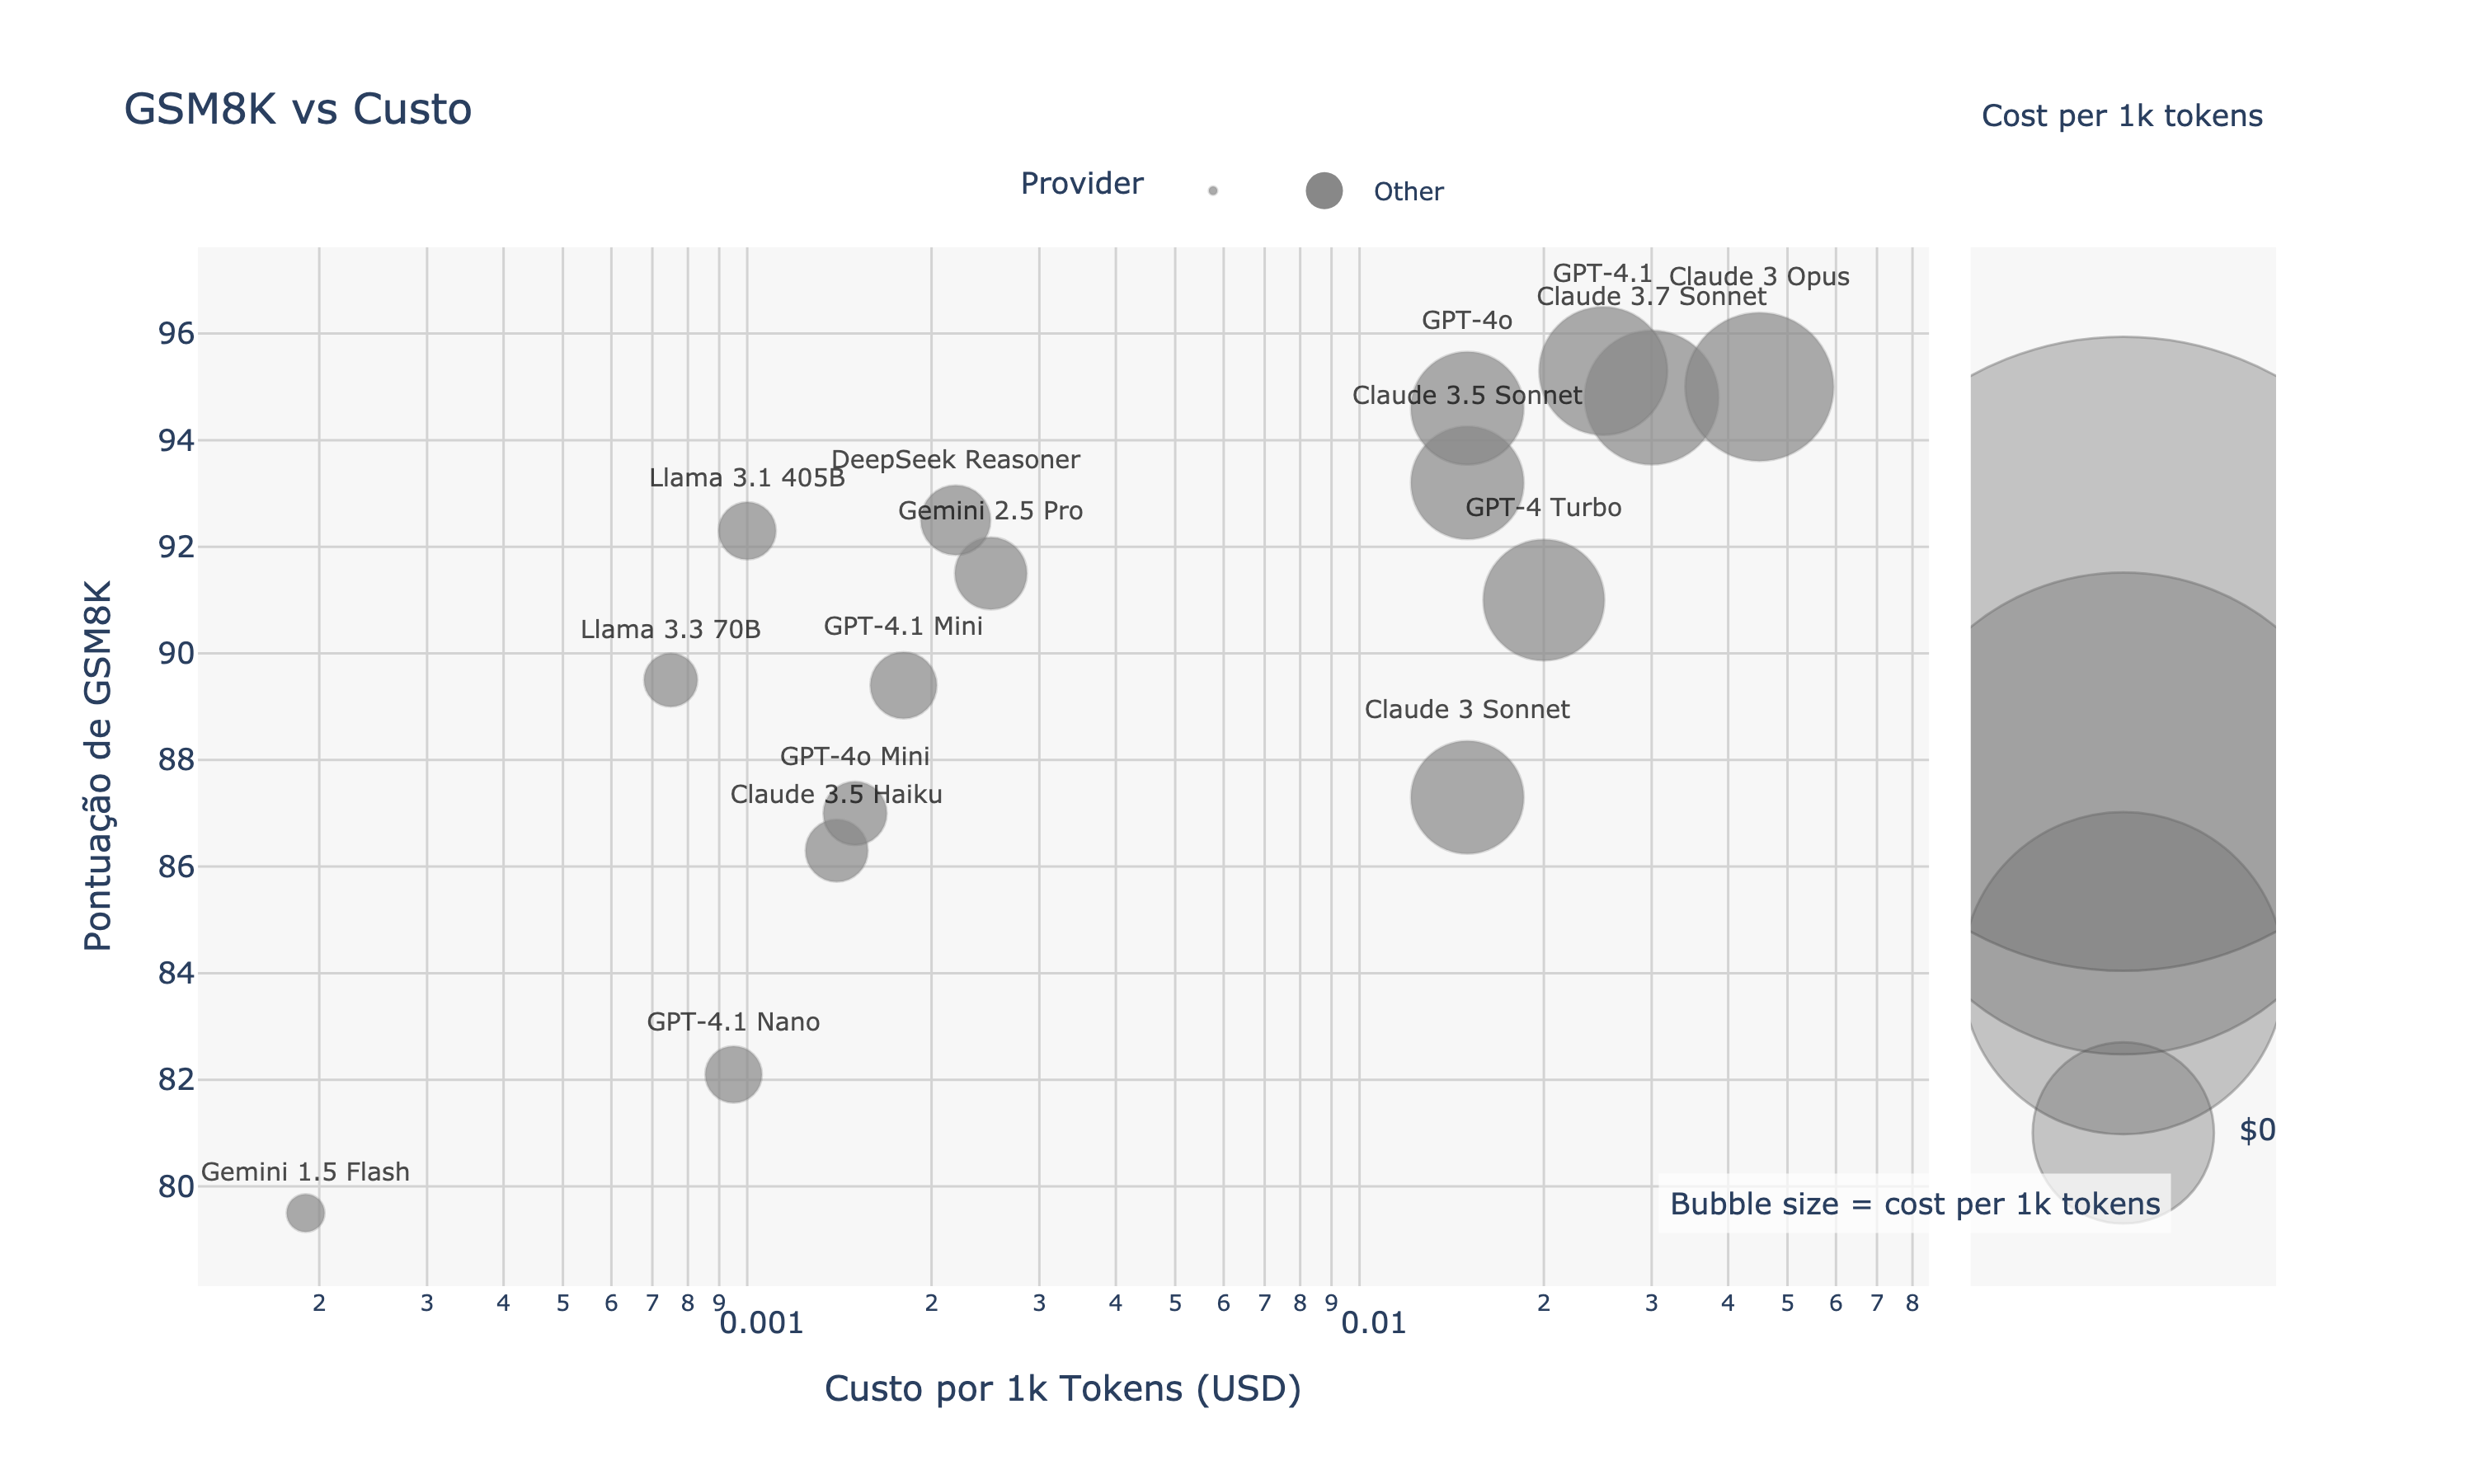 GSM8K vs Custo
Cost per 1k tokens
Provider
Other
GPT-4.1
Claude 3 Opus
Claude 3.7 Sonnet
GPT-4o
Claude 3.5 Sonnet
DeepSeek Reasoner
Llama 3.1 405B
Gemini 2.5 Pro
GPT-4 Turbo
GPT-4.1 Mini
Llama 3.3 70B
Claude 3 Sonnet
GPT-4o Mini
Claude 3.5 Haiku
GPT-4.1 Nano
Gemini 1.5 Flash
96
94
92
90
88
86
84
82
80
Pontuação de GSM8K
$0
Bubble size = cost per 1k tokens
2 3 4 5 6 7 8 9 2 3 4 5 6 7 8 9 2 3 4 5 6 7 8
0.001 0.01
Custo por 1k Tokens (USD)